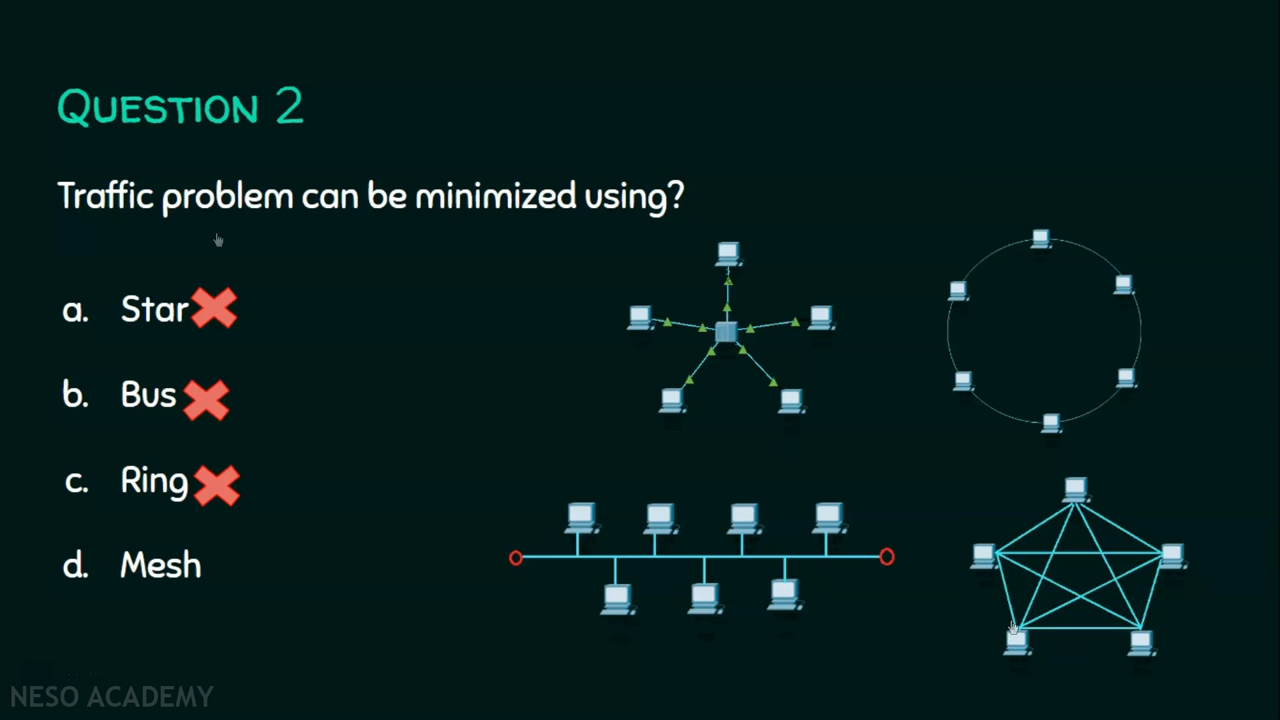 QUESTION 2
Traffic problem can be minimized using?
a. Star
b. Bus
c. Ring
d. Mesh
NESO ACADEMY